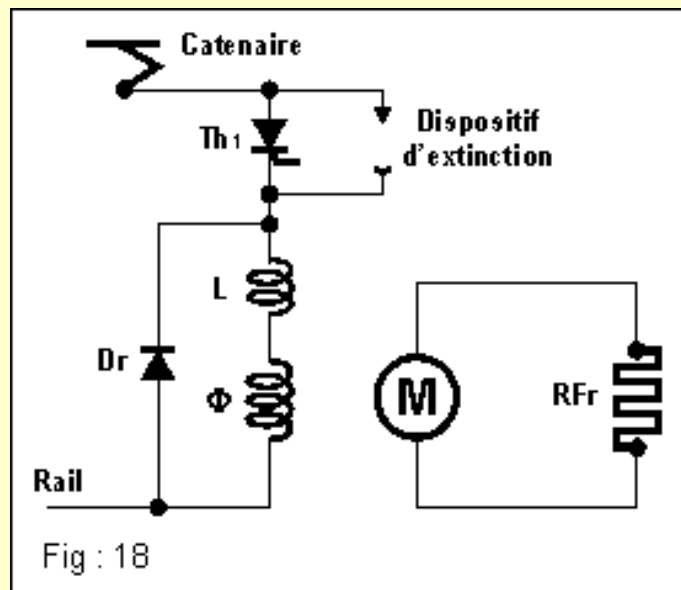 Catenaire
Th1
Dispositif
d'extinction
L
Dr
Φ
M
RFr
Rail
Fig : 18